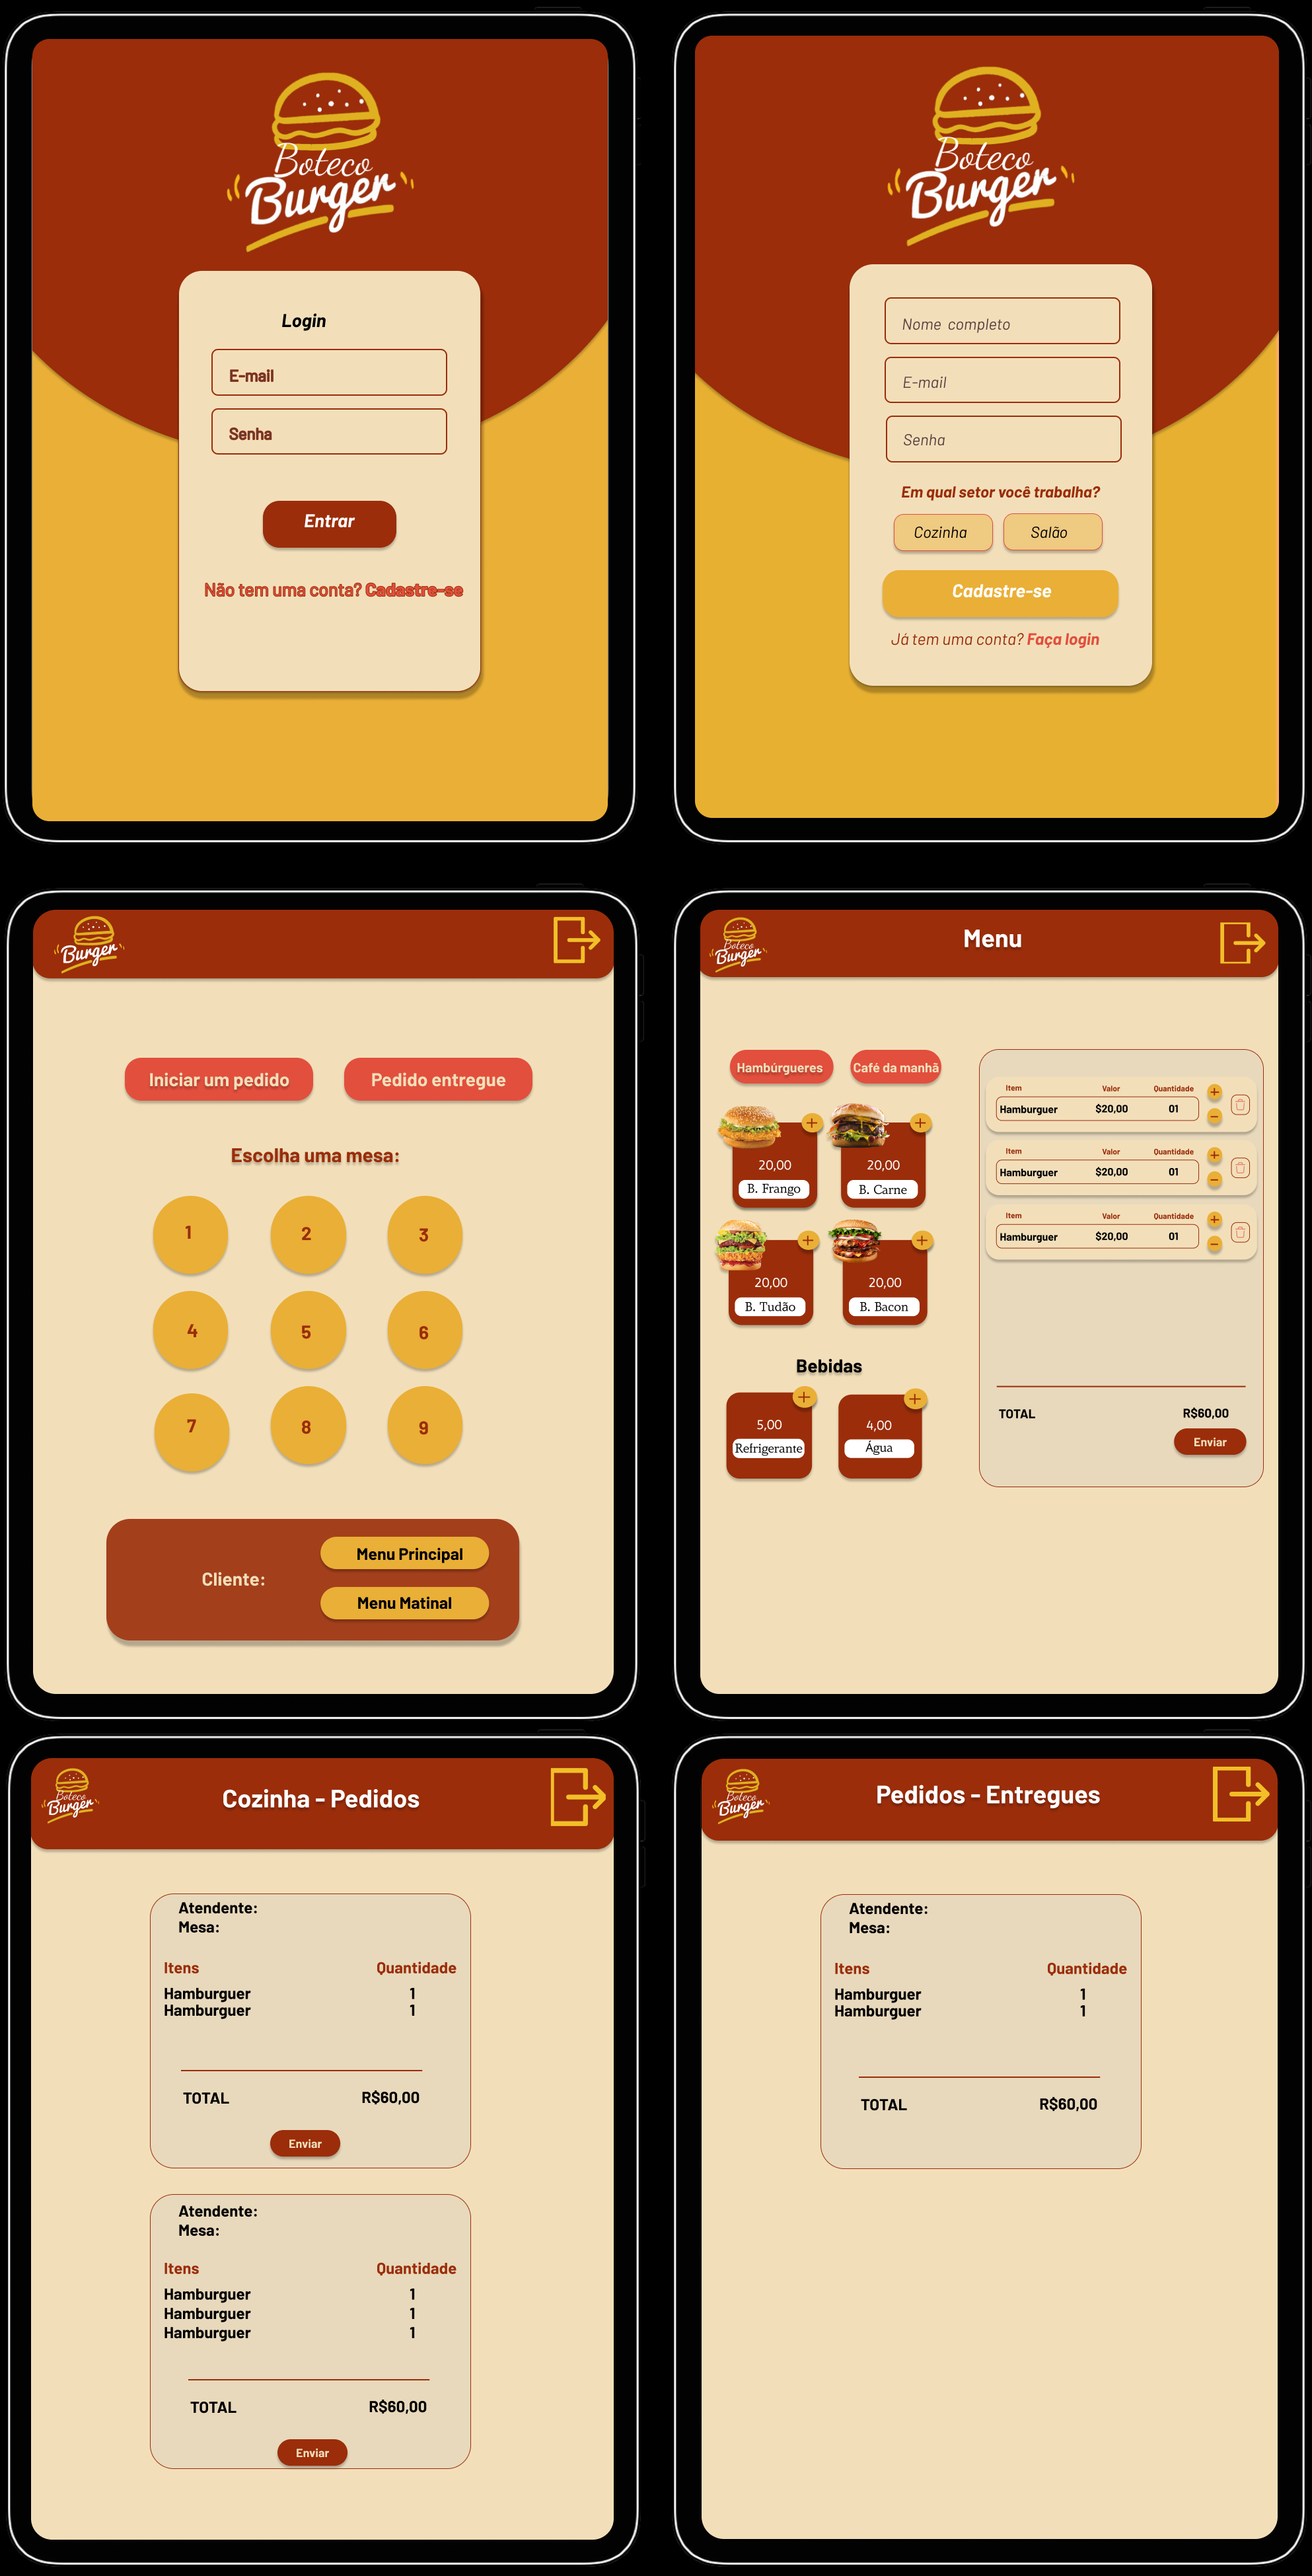 Boteco
Burger
Login
E-mail
Senha
Entrar
Não tem uma conta? Cadastre-se
Boteco
Burger
Nome completo
E-mail
Senha
Em qual setor você trabalha?
Cozinha Salão
Cadastre-se
Já tem uma conta? Faça login
Burger
Iniciar um pedido Pedido entregue
Escolha uma mesa:
1 2 3
4 5 6
7 8 9
Cliente:
Menu Principal
Menu Matinal
Boteco
Burger
Menu
Hambúrgueres Café da manhã
+ +
20,00 20,00
B. Frango B. Carne
+ +
20,00 20,00
B. Tudão B. Bacon
Bebidas
+ +
5,00 4,00
Refrigerante Água
Item Valor Quantidade +
Hamburguer $20,00 01 −
Item Valor Quantidade +
Hamburguer $20,00 01 −
Item Valor Quantidade +
Hamburguer $20,00 01 −
TOTAL R$60,00
Enviar
Boteco
Burger
Cozinha - Pedidos
Atendente:
Mesa:
Itens Quantidade
Hamburguer 1
Hamburguer 1
TOTAL R$60,00
Enviar
Atendente:
Mesa:
Itens Quantidade
Hamburguer 1
Hamburguer 1
Hamburguer 1
TOTAL R$60,00
Enviar
Boteco
Burger
Pedidos - Entregues
Atendente:
Mesa:
Itens Quantidade
Hamburguer 1
Hamburguer 1
TOTAL R$60,00